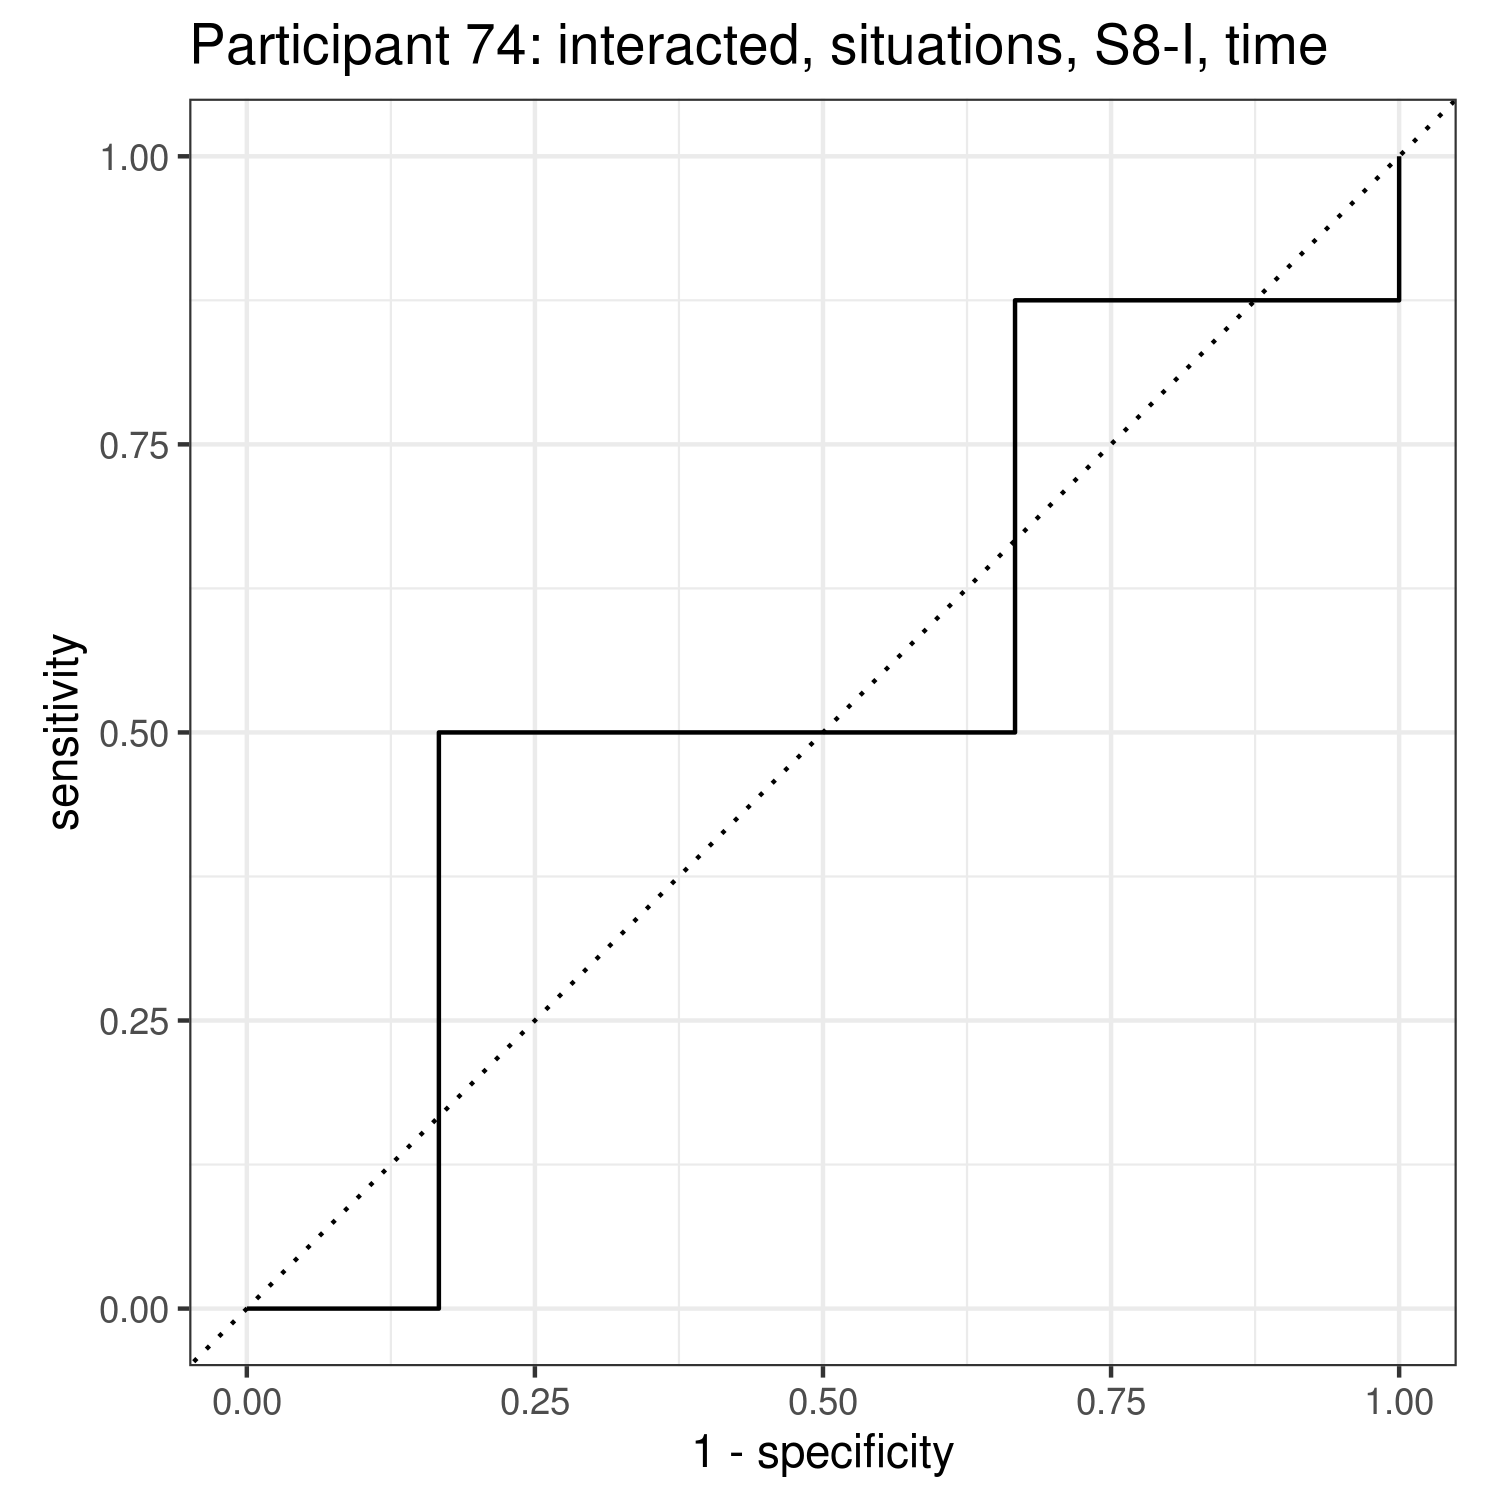 Participant 74: interacted, situations, S8-I, time
1.00
0.75
0.50
0.25
0.00
sensitivity
0.00 0.25 0.50 0.75 1.00
1 - specificity